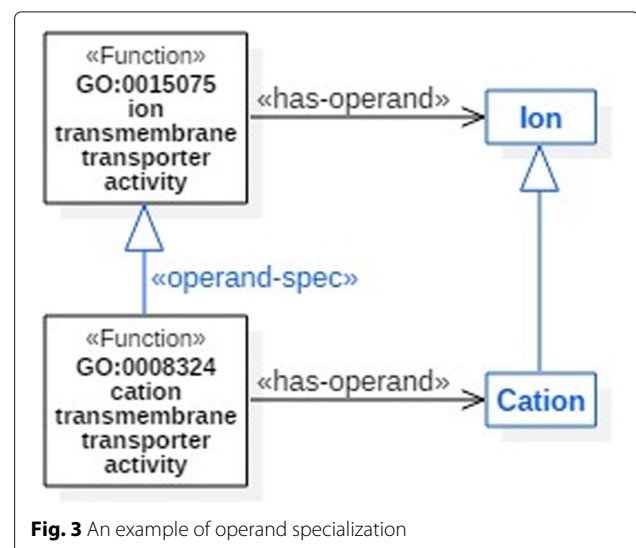 «Function»
GO:0015075
ion
transmembrane
transporter
activity
«has-operand»
Ion
«operand-spec»
«Function»
GO:0008324
cation
transmembrane
transporter
activity
«has-operand»
Cation
Fig. 3 An example of operand specialization